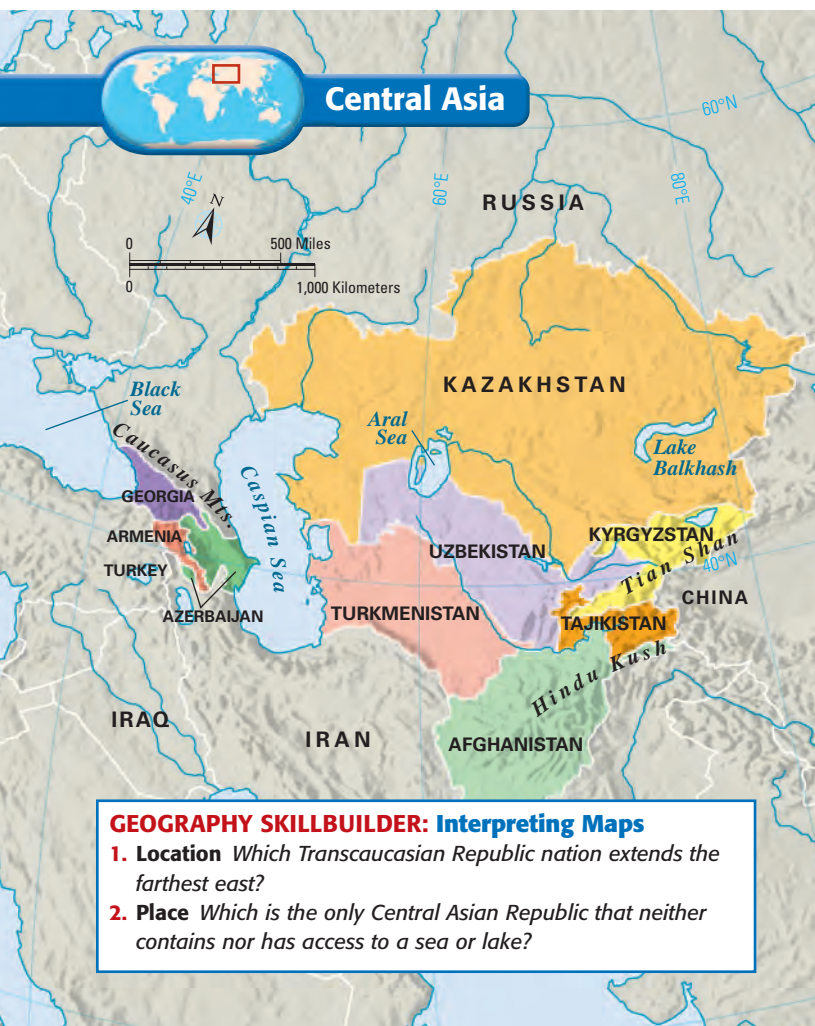 Central Asia
60°N
40°E
60°E
80°E
N
RUSSIA
0
500 Miles
0
1,000 Kilometers
KAZAKHSTAN
Black
Sea
Aral
Sea
Lake
Balkhash
Caucasus Mts.
Caspian Sea
GEORGIA
ARMENIA
KYRGYZSTAN
UZBEKISTAN
Tian Shan
40°N
TURKEY
CHINA
AZERBAIJAN
TURKMENISTAN
TAJIKISTAN
Hindu Kush
IRAQ
IRAN
AFGHANISTAN
GEOGRAPHY SKILLBUILDER: Interpreting Maps
1. Location Which Transcaucasian Republic nation extends the
farthest east?
2. Place Which is the only Central Asian Republic that neither
contains nor has access to a sea or lake?